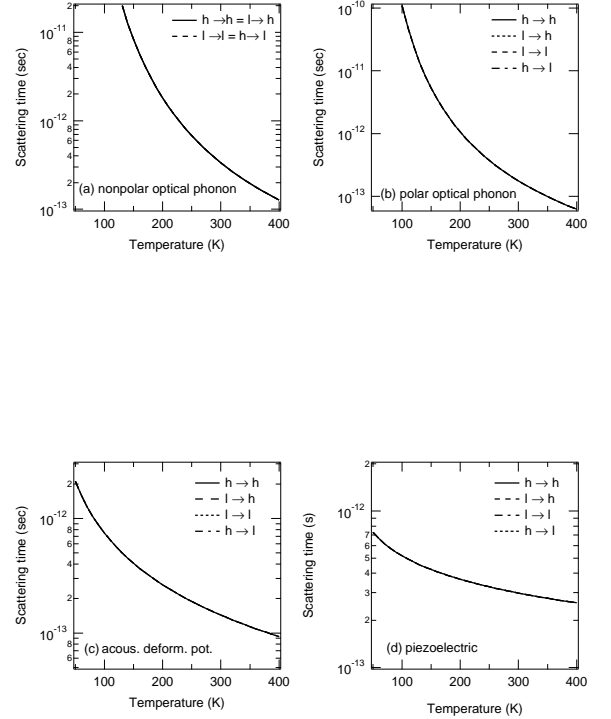 2
h →h = l→ h
l →l = h→ l
10⁻¹¹
8
6
4
2
10⁻¹²
8
6
4
2
10⁻¹³
Scattering time (sec)
(a) nonpolar optical phonon
100 200 300 400
Temperature (K)
10⁻¹⁰
h → h
l → h
l → l
h → l
10⁻¹¹
10⁻¹²
10⁻¹³
Scattering time (sec)
(b) polar optical phonon
100 200 300 400
Temperature (K)
2
h → h
l → h
l → l
h → l
10⁻¹²
8
6
4
2
10⁻¹³
8
6
Scattering time (sec)
(c) acous. deform. pot.
100 200 300 400
Temperature (K)
2
h → h
l → h
l → l
h → l
10⁻¹²
7
6
5
4
3
2
10⁻¹³
Scattering time (s)
(d) piezoelectric
100 200 300 400
Temperature (K)